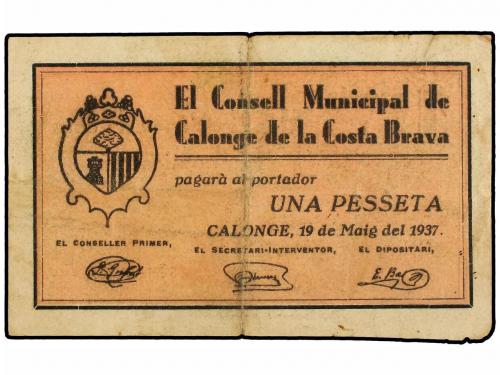 El Consell Municipal de
Calonge de la Costa Brava
pagarà al portador
UNA PESSETA
CALONGE, 19 de Maig del 1937.
EL CONSELLER PRIMER, EL SECRETARI-INTERVENTOR, EL DIPOSITARI,